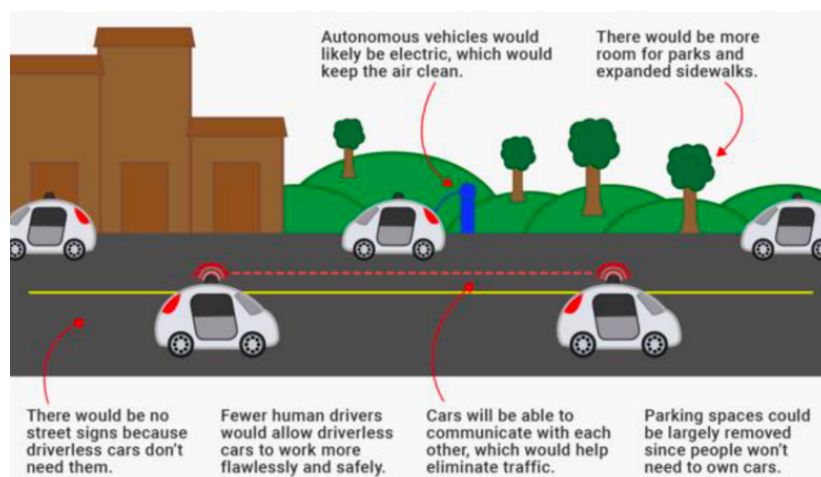 Autonomous vehicles would
likely be electric, which would
keep the air clean.
There would be more
room for parks and
expanded sidewalks.
There would be no
street signs because
driverless cars don't
need them.
Fewer human drivers
would allow driverless
cars to work more
flawlessly and safely.
Cars will be able to
communicate with each
other, which would help
eliminate traffic.
Parking spaces could
be largely removed
since people won't
need to own cars.